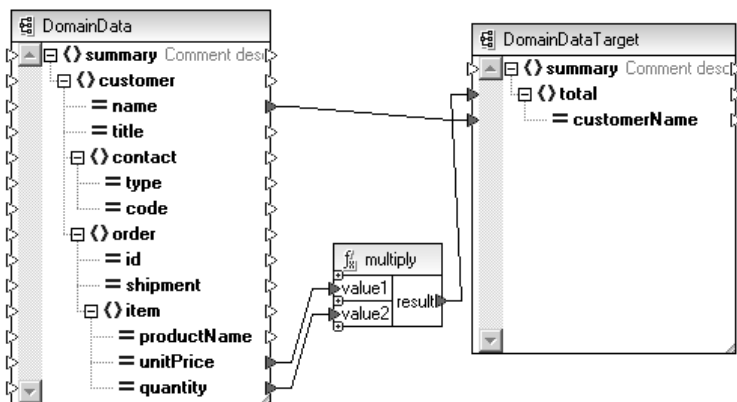 DomainData
summary Comment desc
customer
name
title
contact
type
code
order
id
shipment
item
productName
unitPrice
quantity
multiply
value1
value2
result
DomainDataTarget
summary Comment desc
total
customerName